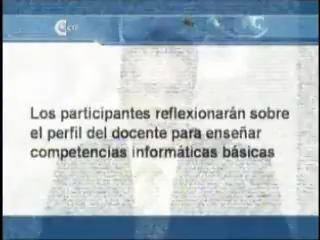 Los participantes reflexionarán sobre
el perfil del docente para enseñar
competencias informáticas básicas